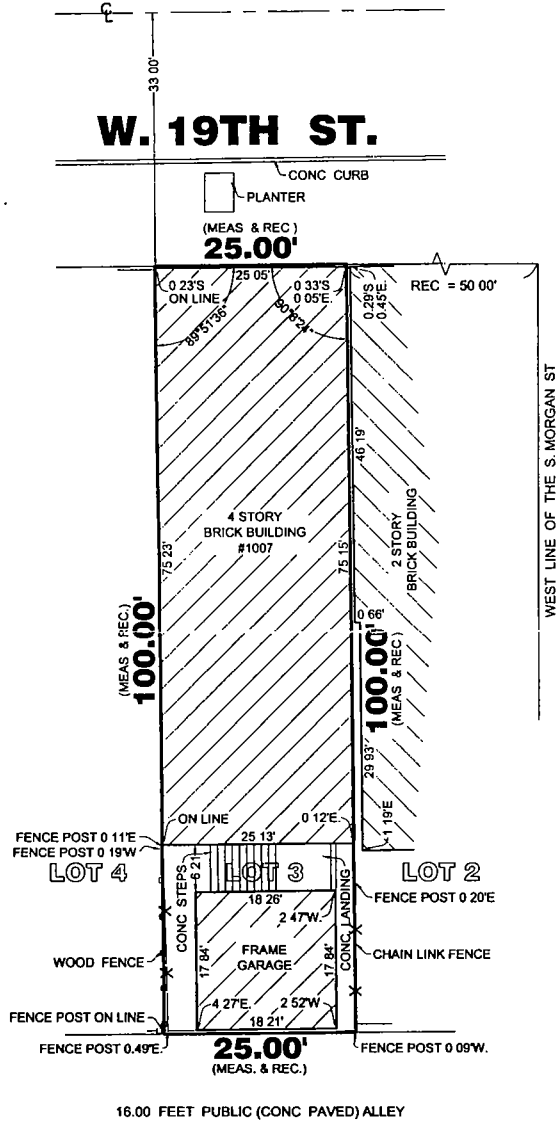 CL
33 00'
W. 19TH ST.
CONC CURB
PLANTER
(MEAS & REC)
25.00'
25 05'
0 23'S
ON LINE
0 33'S
0 05'E.
0.29'S
0.45'E.
REC = 50 00'
89°51'36"
90°8'24"
WEST LINE OF THE S. MORGAN ST
46 19'
4 STORY
BRICK BUILDING
#1007
2 STORY
BRICK BUILDING
75 23'
75 15'
0 66'
(MEAS & REC.)
100.00'
100.00'
(MEAS & REC)
29 93'
1 19'E
ON LINE
0 12'E.
25 13'
FENCE POST 0 11'E
FENCE POST 0 19'W
LOT 4
LOT 3
LOT 2
6 21'
CONC STEPS
CONC. LANDING
18 26'
2 47'W.
FENCE POST 0 20'E
FRAME
GARAGE
17 84'
17 84'
WOOD FENCE
CHAIN LINK FENCE
4 27'E.
2 52'W
18 21'
FENCE POST ON LINE
FENCE POST 0.49'E.
25.00'
(MEAS. & REC.)
FENCE POST 0 09'W.
16.00 FEET PUBLIC (CONC PAVED) ALLEY